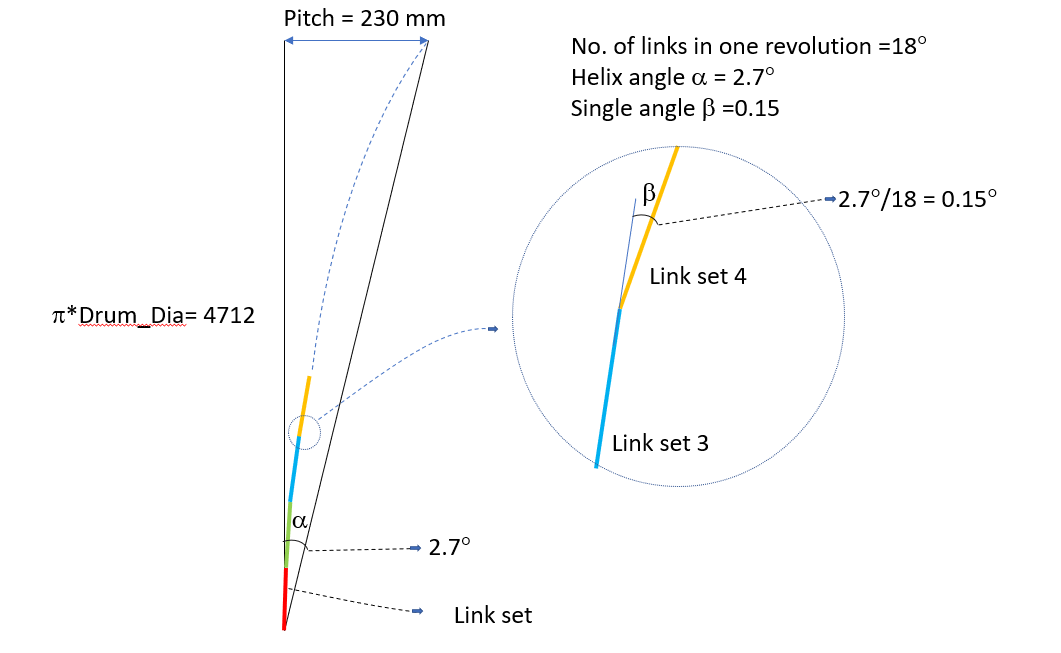 Pitch = 230 mm
No. of links in one revolution =18°
Helix angle α = 2.7°
Single angle β =0.15
β
2.7°/18 = 0.15°
Link set 4
π*Drum_Dia= 4712
Link set 3
α
2.7°
Link set